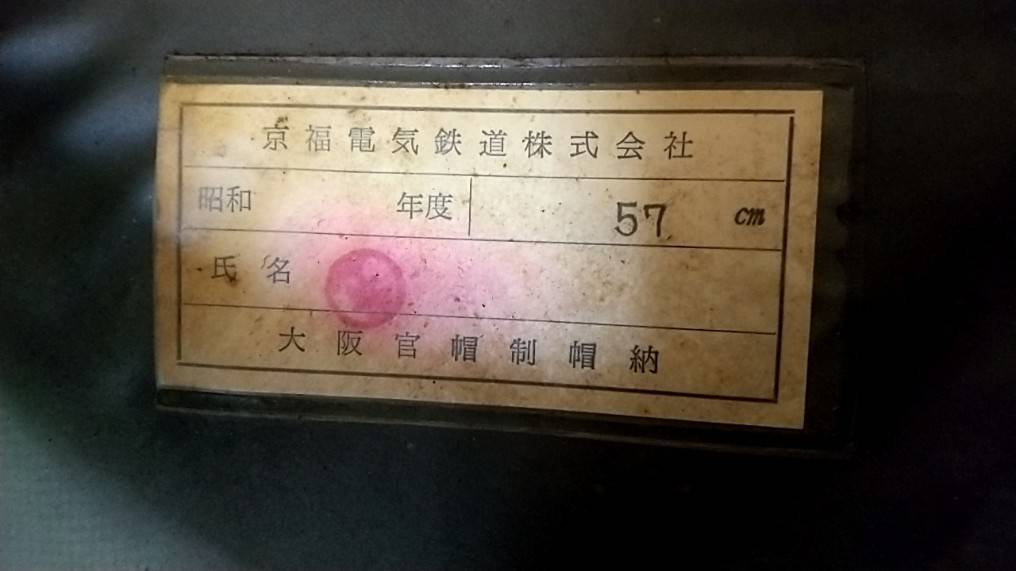 京福電気鉄道株式会社
昭和 年度 57 cm
氏名
大阪官帽制帽納